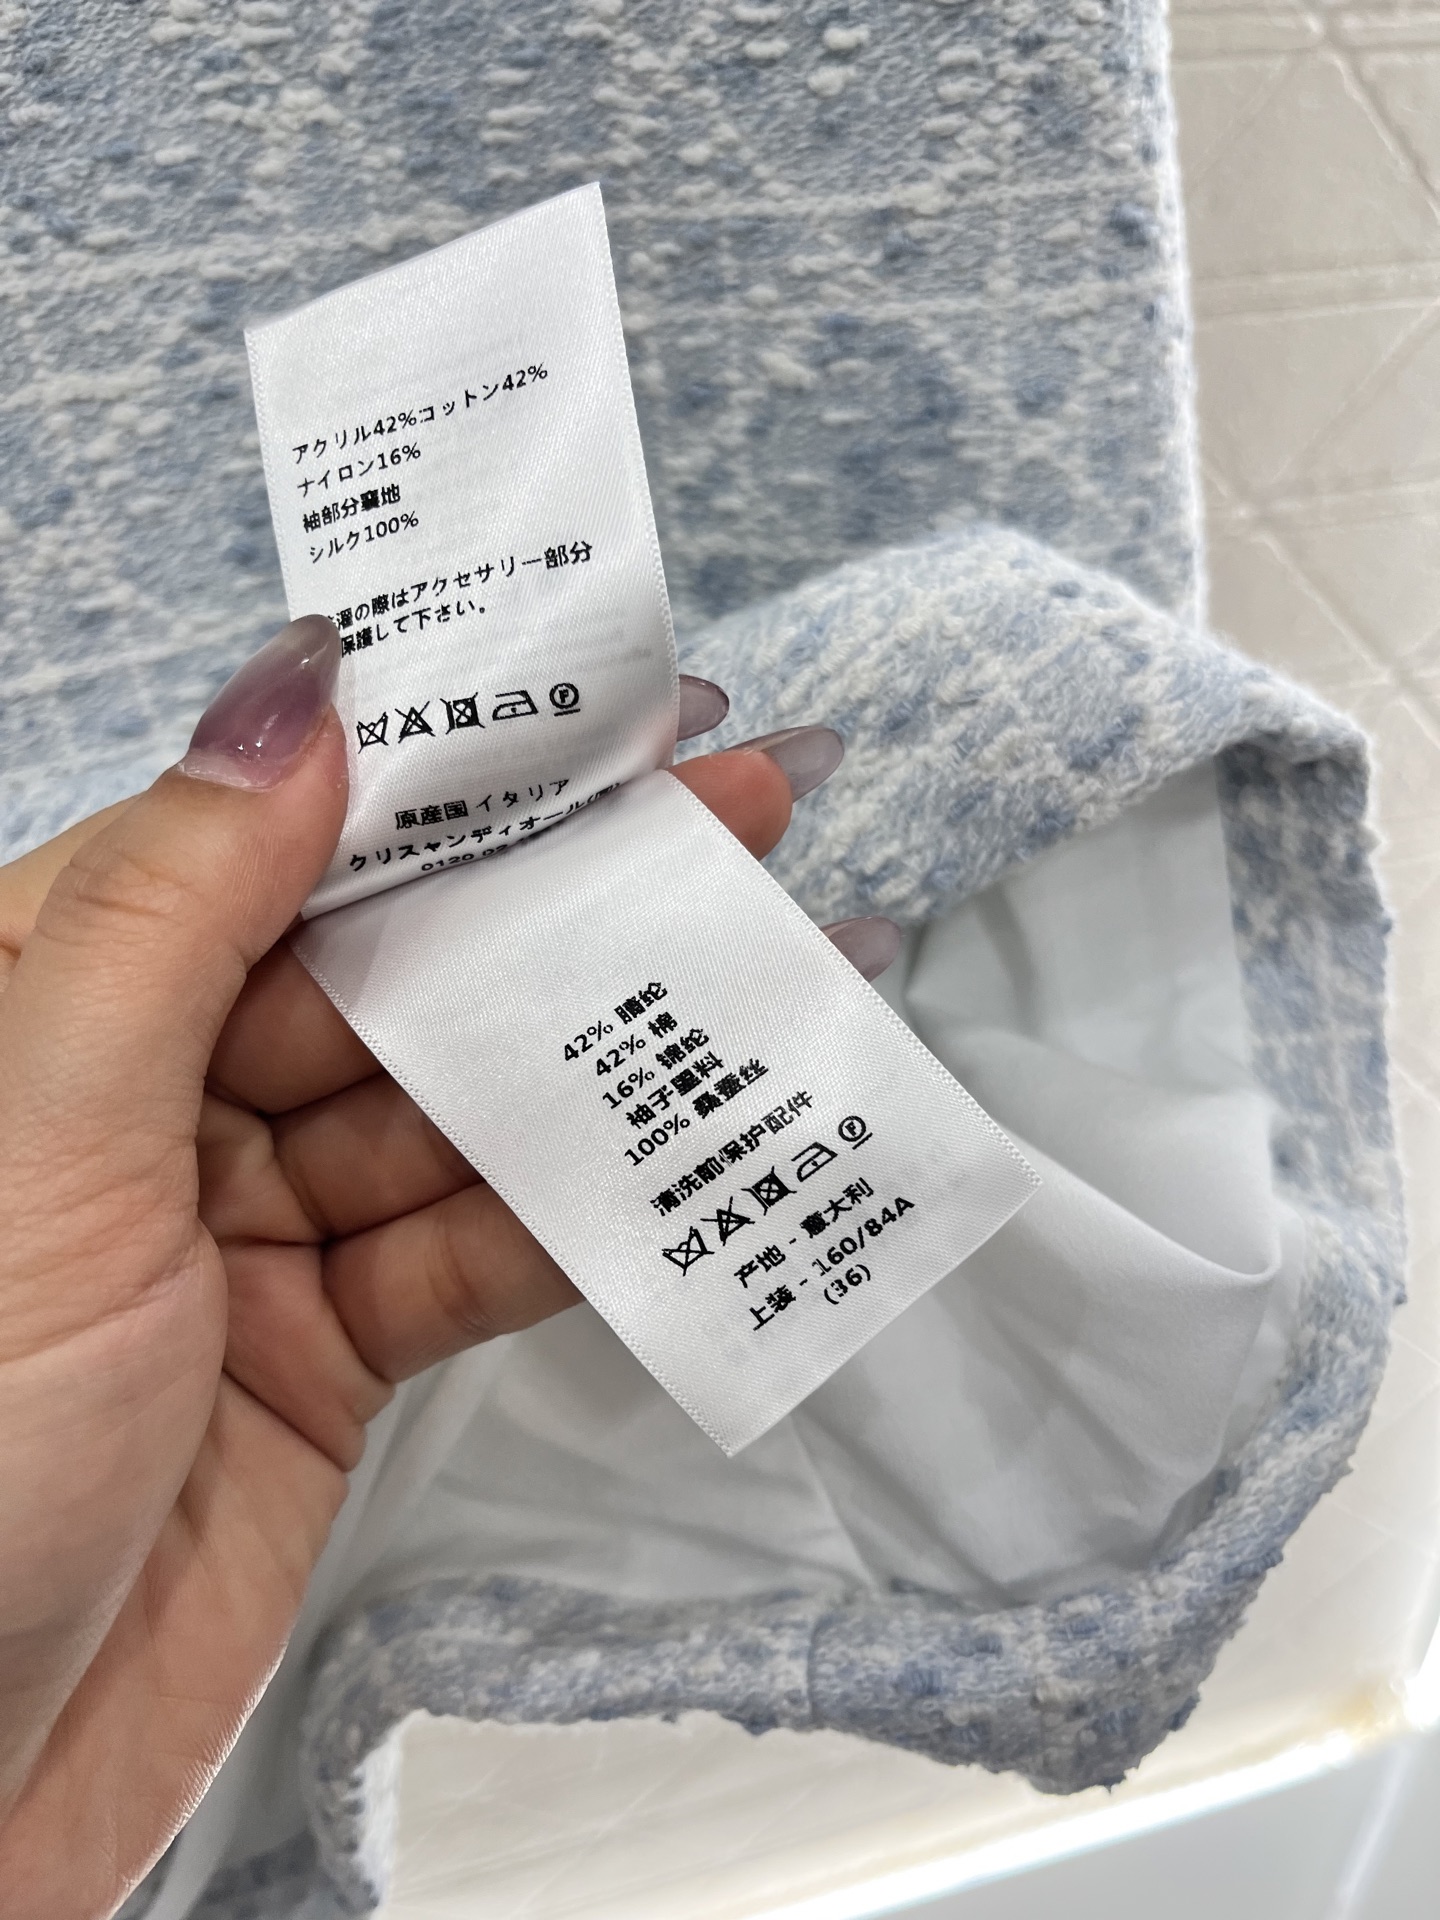 アクリル42%コットン42%
ナイロン16%
袖部分裏地
シルク100%
濯の際はアクセサリー部分
保護して下さい。
F
原産国 イタリア
クリスャンディオール
0120 02
42% 腈纶
42% 棉
16% 锦纶
袖子里料
100% 桑蚕丝
清洗前保护配件
F
产地 - 意大利
上装 - 160/84A
(36)